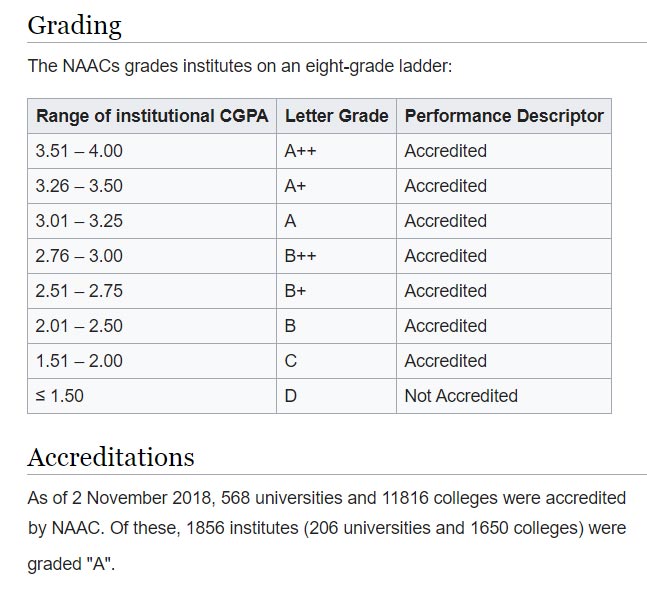 Grading
The NAACs grades institutes on an eight-grade ladder:
Range of institutional CGPA Letter Grade Performance Descriptor
3.51 – 4.00 A++ Accredited
3.26 – 3.50 A+ Accredited
3.01 – 3.25 A Accredited
2.76 – 3.00 B++ Accredited
2.51 – 2.75 B+ Accredited
2.01 – 2.50 B Accredited
1.51 – 2.00 C Accredited
≤ 1.50 D Not Accredited
Accreditations
As of 2 November 2018, 568 universities and 11816 colleges were accredited
by NAAC. Of these, 1856 institutes (206 universities and 1650 colleges) were
graded "A".